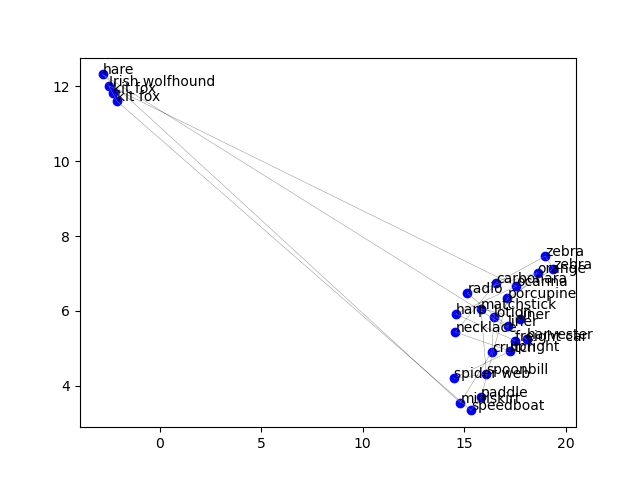 hare
Irish wolfhound
kit fox
kit fox
zebra
zebra
orange
carbonara
ocarina
radio
porcupine
matchstick
harp
lotion
liner
liner
necklace
harvester
freight car
crutch
upright
spoonbill
spider web
paddle
miniskirt
speedboat
12
10
8
6
4
0
5
10
15
20